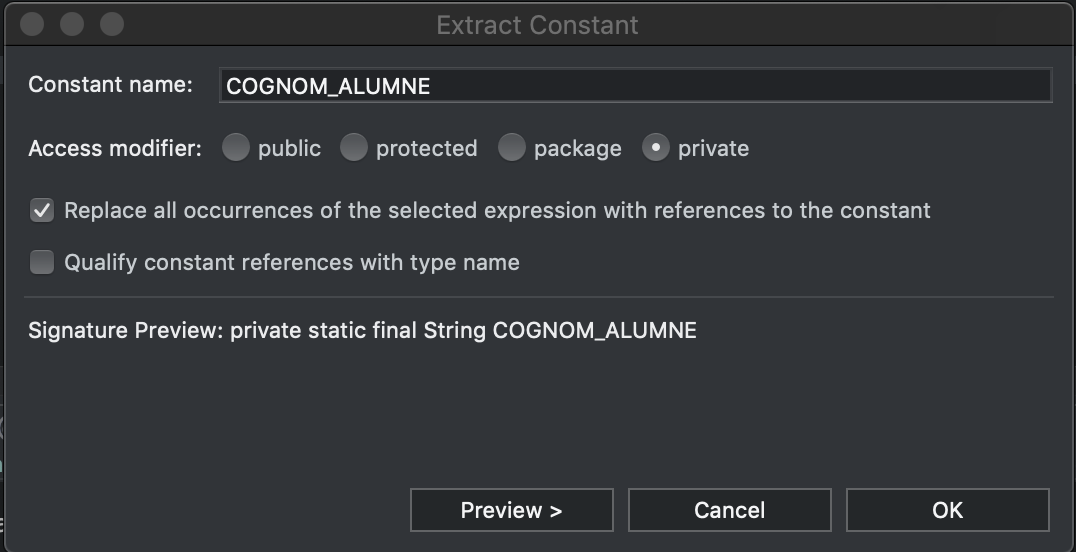 Extract Constant
Constant name: COGNOM_ALUMNE
Access modifier: public protected package private
Replace all occurrences of the selected expression with references to the constant
Qualify constant references with type name
Signature Preview: private static final String COGNOM_ALUMNE
Preview > Cancel OK